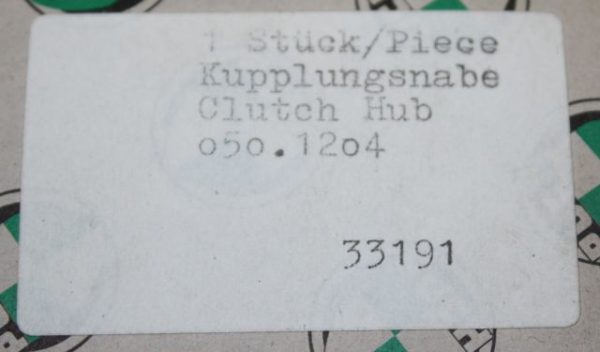 1 Stück/Piece
Kupplungsnabe
Clutch Hub
o5o.12o4
33191